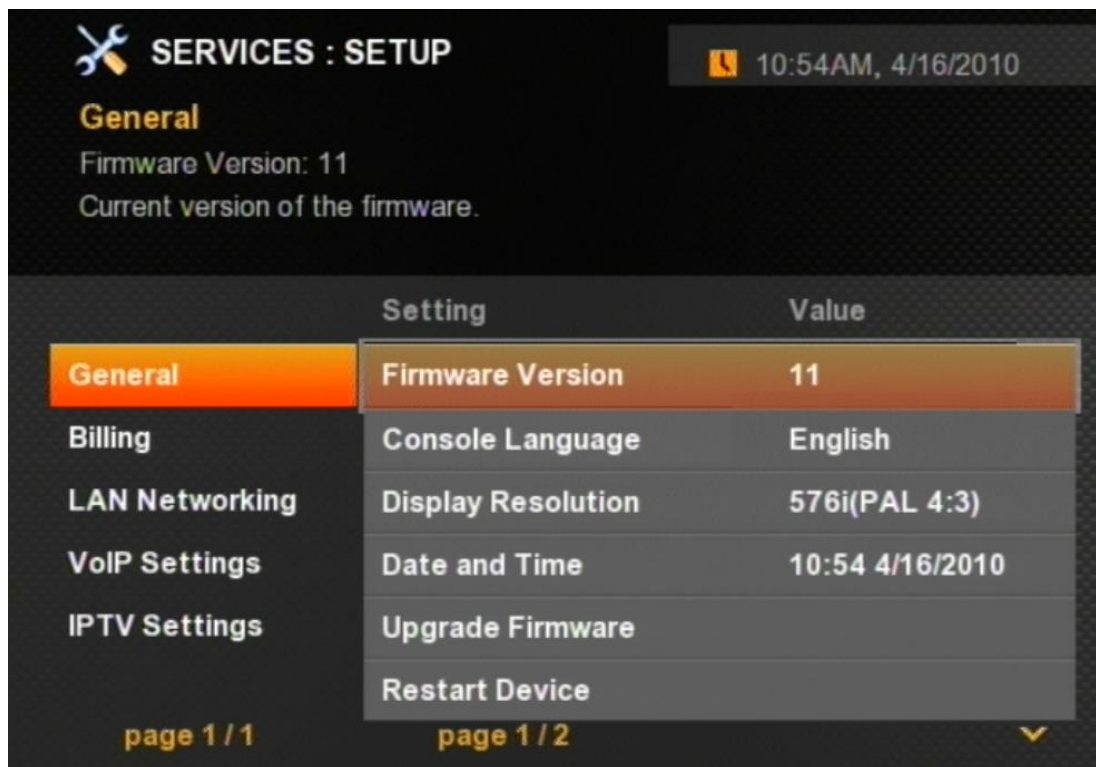 SERVICES : SETUP
10:54AM, 4/16/2010
General
Firmware Version: 11
Current version of the firmware.
Setting Value
General Firmware Version 11
Billing Console Language English
LAN Networking Display Resolution 576i(PAL 4:3)
VoIP Settings Date and Time 10:54 4/16/2010
IPTV Settings Upgrade Firmware
Restart Device
page 1 / 1 page 1 / 2